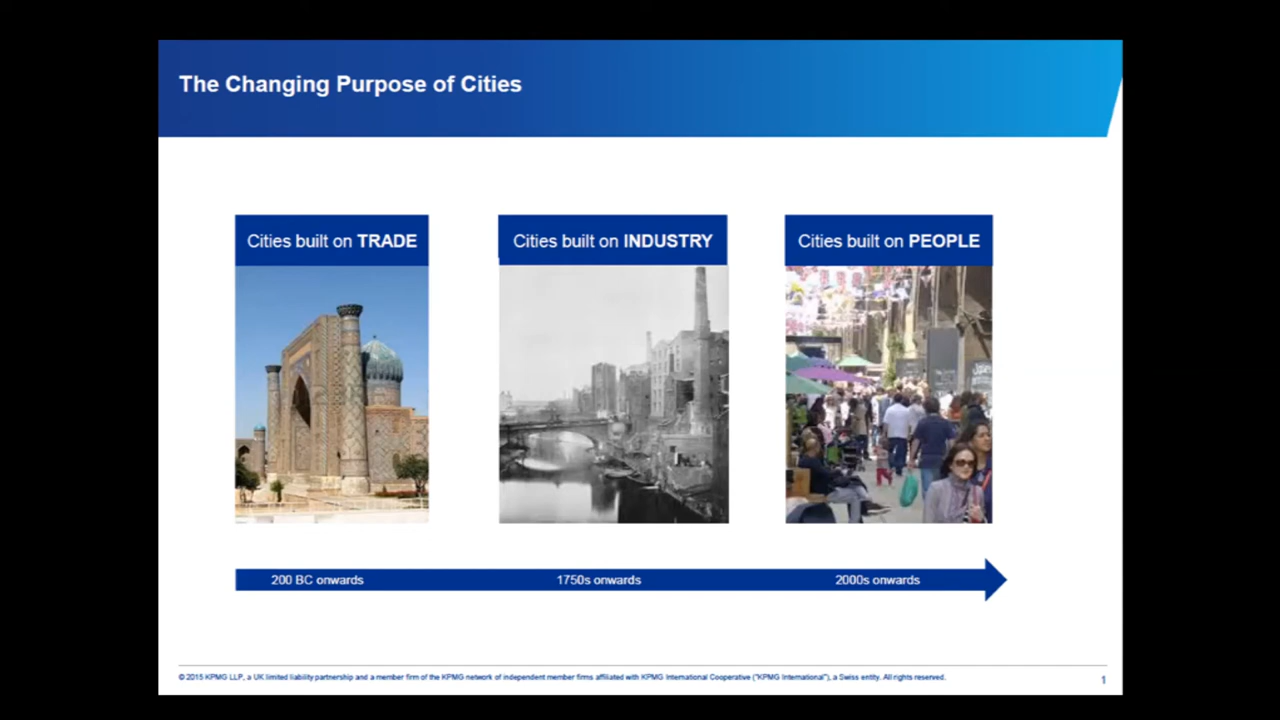 The Changing Purpose of Cities
Cities built on TRADE
Cities built on INDUSTRY
Cities built on PEOPLE
200 BC onwards
1750s onwards
2000s onwards
© 2015 KPMG LLP, a UK limited liability partnership and a member firm of the KPMG network of independent member firms affiliated with KPMG International Cooperative ("KPMG International"), a Swiss entity. All rights reserved.
1